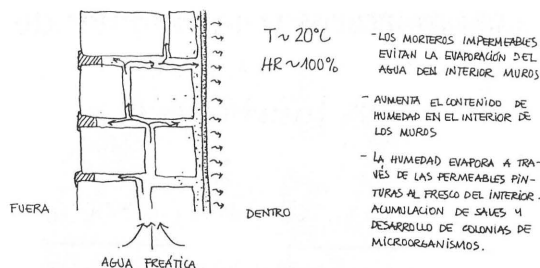 T ~ 20°C
HR ~ 100%
- LOS MORTEROS IMPERMEABLES
EVITAN LA EVAPORACIÓN DEL
AGUA DEL INTERIOR MUROS
- AUMENTA EL CONTENIDO DE
HUMEDAD EN EL INTERIOR DE
LOS MUROS
- LA HUMEDAD EVAPORA A TRA-
VÉS DE LAS PERMEABLES PIN-
TURAS AL FRESCO DEL INTERIOR.
ACUMULACION DE SALES Y
DESARROLLO DE COLONIAS DE
MICROORGANISMOS.
FUERA
DENTRO
AGUA FREÁTICA